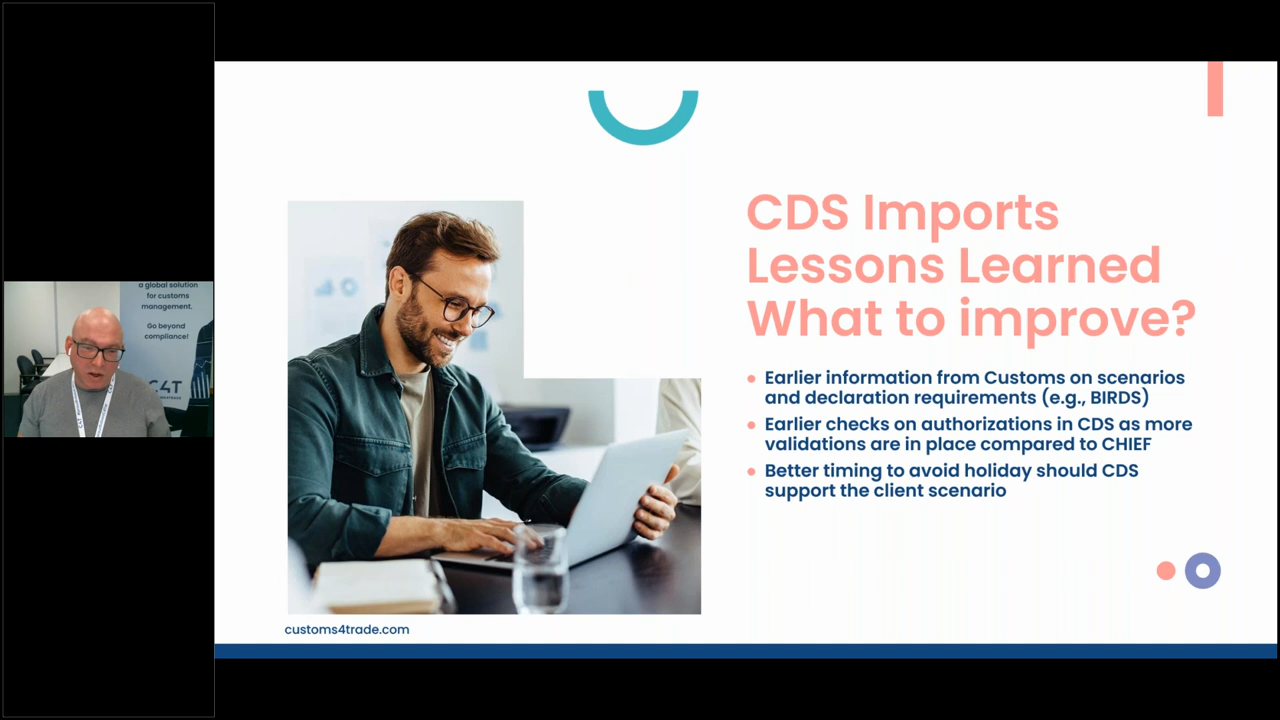 a global solution
for customs
management.
Go beyond
compliance!
C4T
CDS Imports
Lessons Learned
What to improve?
Earlier information from Customs on scenarios
and declaration requirements (e.g., BIRDS)
Earlier checks on authorizations in CDS as more
validations are in place compared to CHIEF
Better timing to avoid holiday should CDS
support the client scenario
customs4trade.com